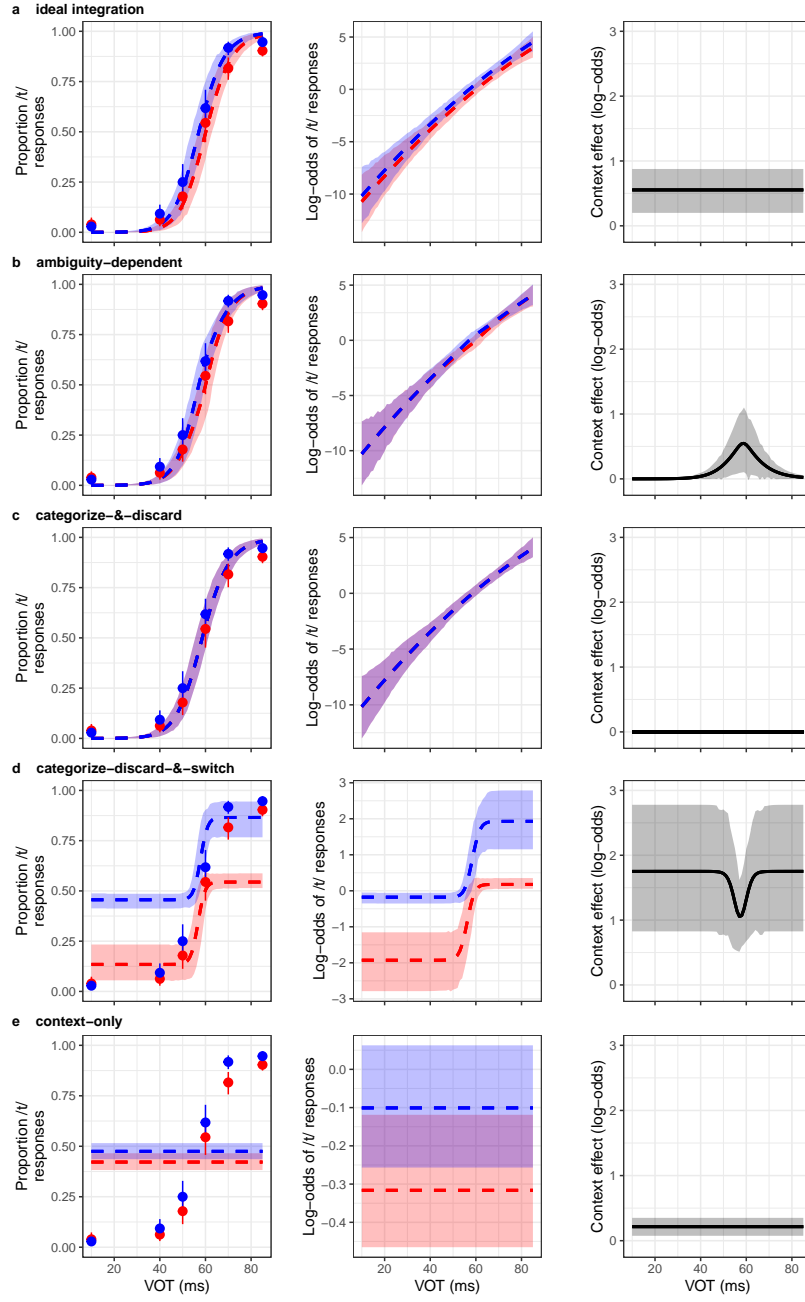 a ideal integration
Proportion /t/
responses
1.00
0.75
0.50
0.25
0.00
Log−odds of /t/ responses
5
0
−5
−10
Context effect (log−odds)
3
2
1
0
b ambiguity−dependent
Proportion /t/
responses
1.00
0.75
0.50
0.25
0.00
Log−odds of /t/ responses
5
0
−5
−10
Context effect (log−odds)
3
2
1
0
c categorize−&−discard
Proportion /t/
responses
1.00
0.75
0.50
0.25
0.00
Log−odds of /t/ responses
5
0
−5
−10
Context effect (log−odds)
3
2
1
0
d categorize−discard−&−switch
Proportion /t/
responses
1.00
0.75
0.50
0.25
0.00
Log−odds of /t/ responses
3
2
1
0
−1
−2
−3
Context effect (log−odds)
3
2
1
0
e context−only
Proportion /t/
responses
1.00
0.75
0.50
0.25
0.00
20 40 60 80
VOT (ms)
Log−odds of /t/ responses
0.0
−0.1
−0.2
−0.3
−0.4
20 40 60 80
VOT (ms)
Context effect (log−odds)
3
2
1
0
20 40 60 80
VOT (ms)